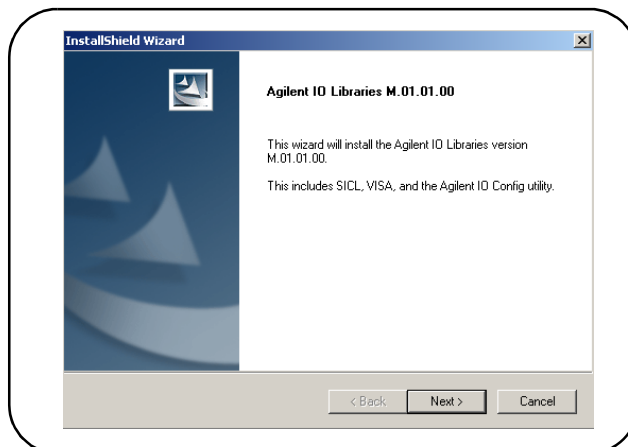 InstallShield Wizard
Agilent IO Libraries M.01.01.00
This wizard will install the Agilent IO Libraries version
M.01.01.00.
This includes SICL, VISA, and the Agilent IO Config utility.
< Back
Next >
Cancel